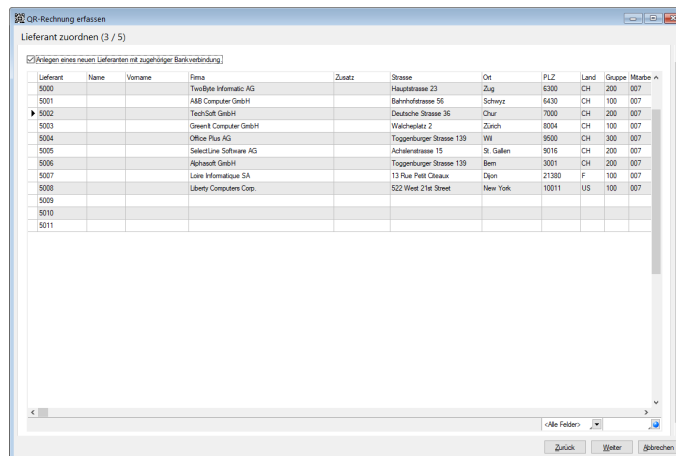 QR-Rechnung erfassen
Lieferant zuordnen (3 / 5)
Anlegen eines neuen Lieferanten mit zugehöriger Bankverbindung.
Lieferant Name Vorname Firma Zusatz Strasse Ort PLZ Land Gruppe Mitarbe
5000 TwoByte Informatic AG Hauptstrasse 23 Zug 6300 CH 200 007
5001 A&B Computer GmbH Bahnhofstrasse 56 Schwyz 6430 CH 100 007
5002 TechSoft GmbH Deutsche Strasse 36 Chur 7000 CH 200 007
5003 GreenIt Computer GmbH Walcheplatz 2 Zürich 8004 CH 100 007
5004 Office Plus AG Toggenburger Strasse 139 Wil 9500 CH 300 007
5005 SelectLine Software AG Achslenstrasse 15 St. Gallen 9016 CH 200 007
5006 Alphasoft GmbH Toggenburger Strasse 139 Bern 3001 CH 200 007
5007 Loire Informatique SA 13 Rue Petit Citeaux Dijon 21380 F 100 007
5008 Liberty Computers Corp. 522 West 21st Street New York 10011 US 100 007
5009
5010
5011
<Alle Felder>
Zurück Weiter Abbrechen